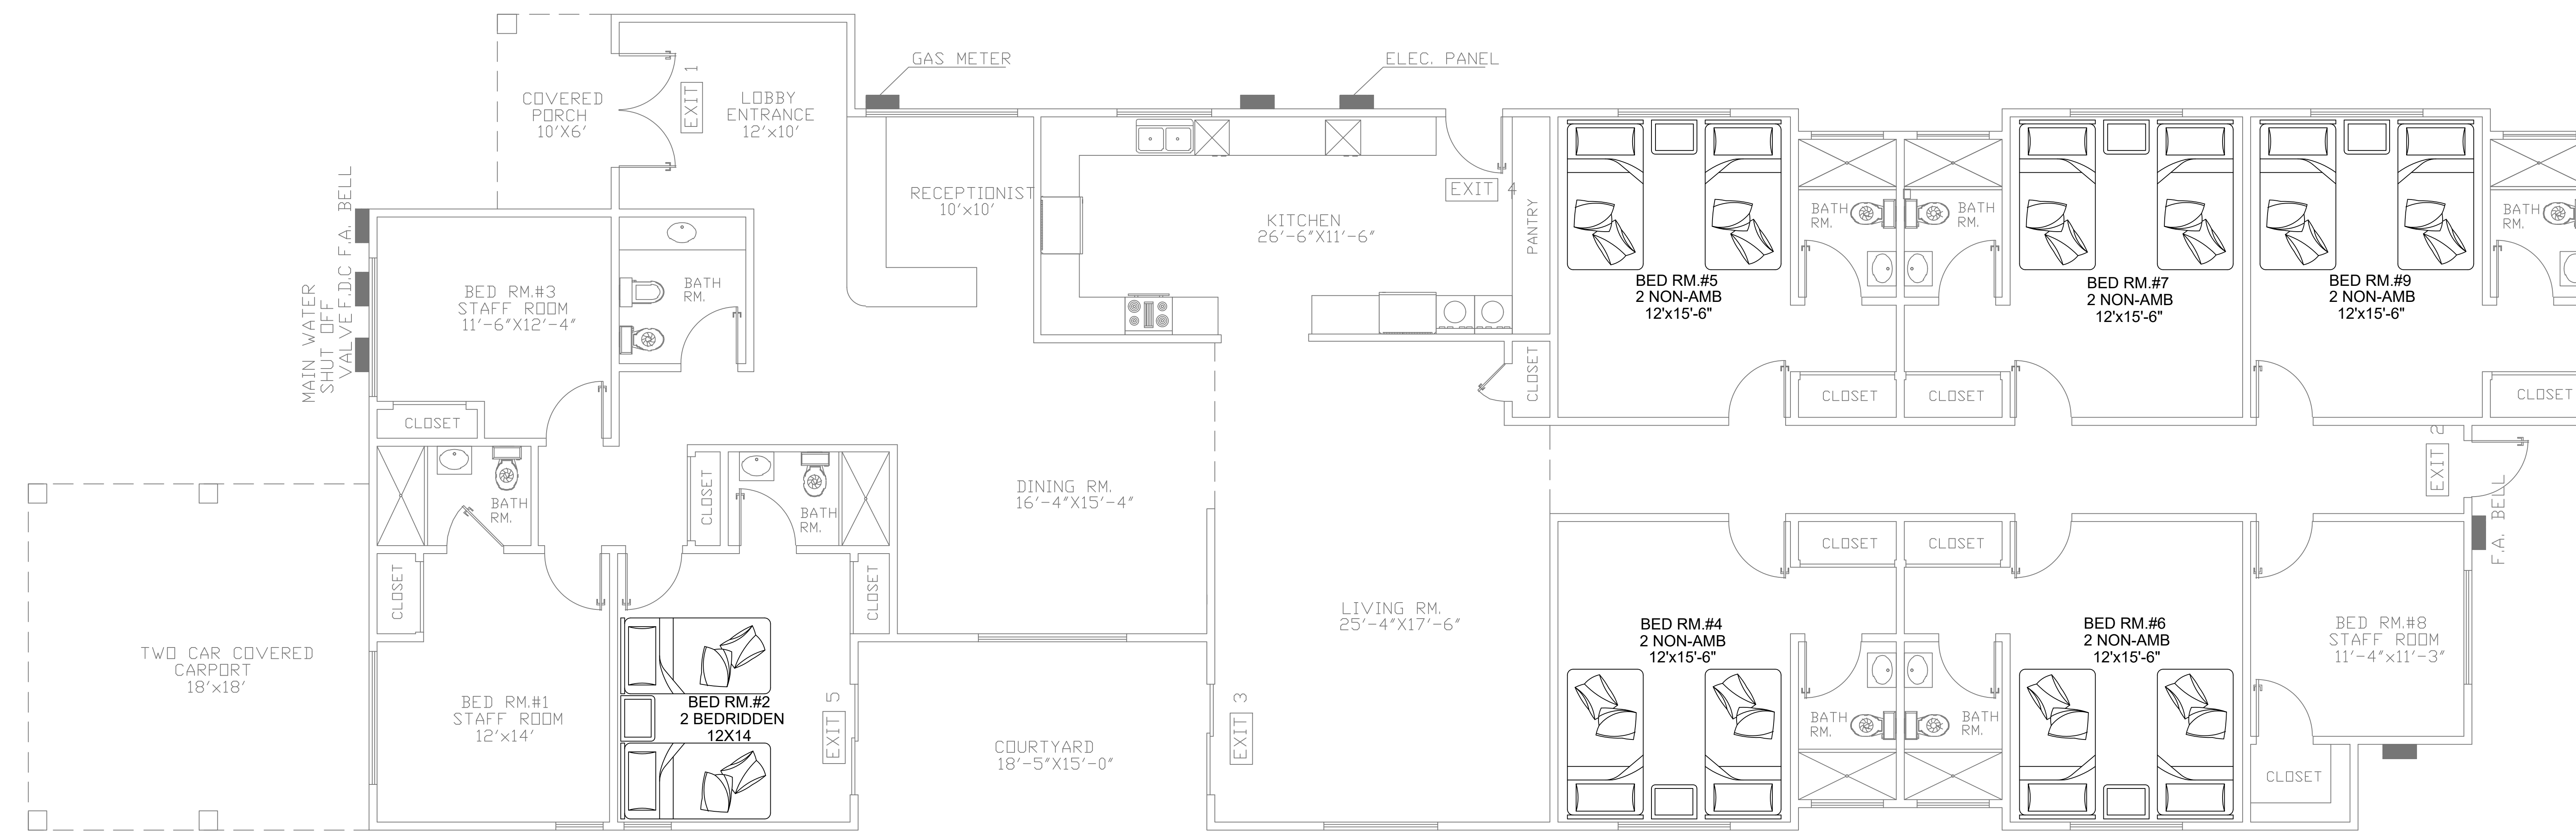 GAS METER
ELEC. PANEL
COVERED
PORCH
10'X6'
EXIT 1
LOBBY
ENTRANCE
12'x10'
RECEPTIONIST
10'x10'
KITCHEN
26'-6"X11'-6"
EXIT 4
PANTRY
BED RM.#5
2 NON-AMB
12'x15'-6"
BATH
RM.
BATH
RM.
BED RM.#7
2 NON-AMB
12'x15'-6"
BED RM.#9
2 NON-AMB
12'x15'-6"
BATH
RM.
MAIN WATER
SHUT OFF
VALVE F.D.C F.A. BELL
BED RM.#3
STAFF ROOM
11'-6"X12'-4"
BATH
RM.
CLOSET
CLOSET
CLOSET
CLOSET
CLOSET
BATH
RM.
CLOSET
BATH
RM.
DINING RM.
16'-4"X15'-4"
EXIT 2
F.A. BELL
CLOSET
CLOSET
CLOSET
CLOSET
TWO CAR COVERED
CARPORT
18'x18'
BED RM.#1
STAFF ROOM
12'x14'
BED RM.#2
2 BEDRIDDEN
12X14
EXIT 5
COURTYARD
18'-5"X15'-0"
EXIT 3
LIVING RM.
25'-4"X17'-6"
BED RM.#4
2 NON-AMB
12'x15'-6"
BATH
RM.
BATH
RM.
BED RM.#6
2 NON-AMB
12'x15'-6"
BED RM.#8
STAFF ROOM
11'-4"x11'-3"
CLOSET